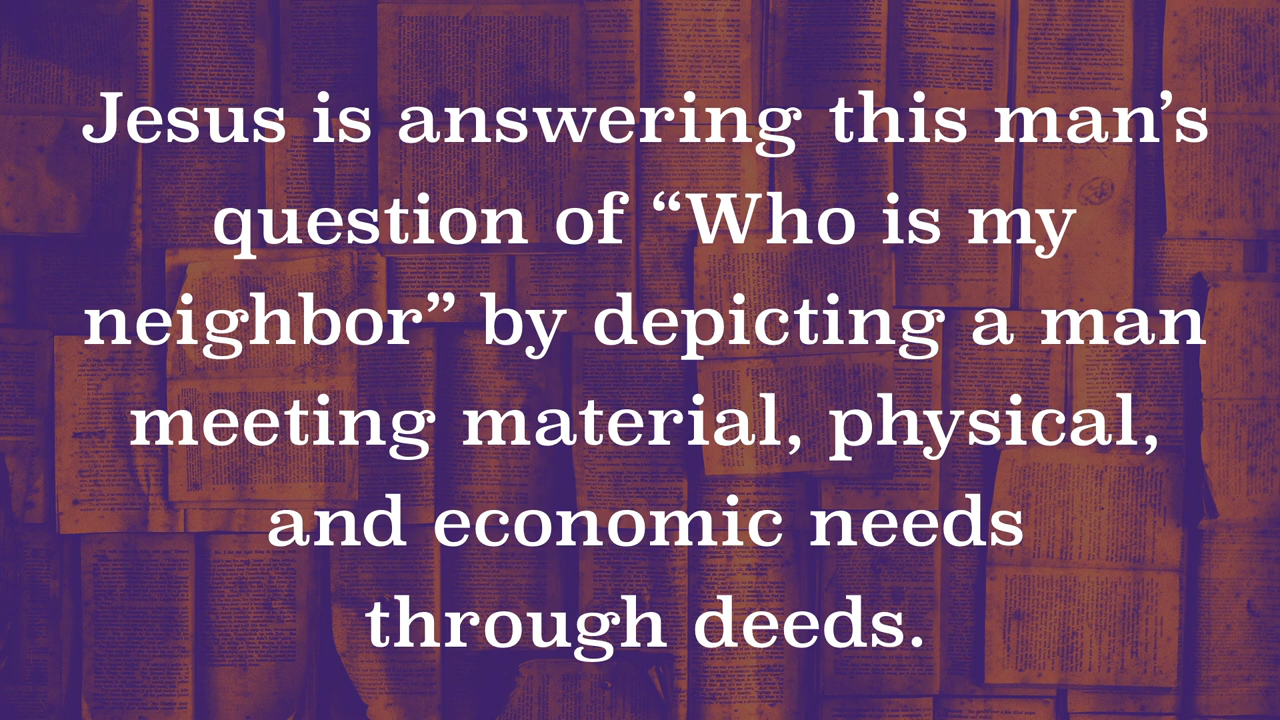 Jesus is answering this man’s
question of “Who is my
neighbor” by depicting a man
meeting material, physical,
and economic needs
through deeds.